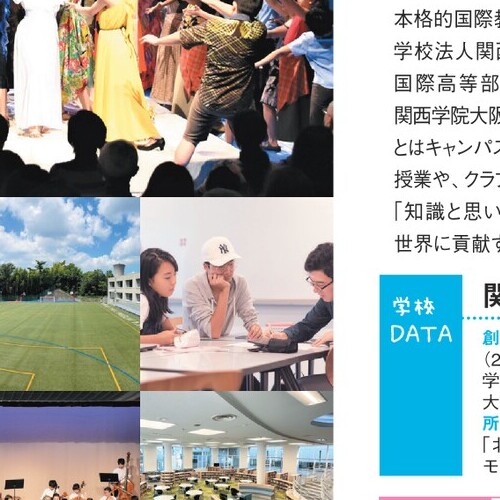 本格的国際
学校法人関
国際高等部
関西学院大阪
とはキャンパス
授業や、クラブ
「知識と思い
世界に貢献す
学校
DATA
創
(2
学
大
所
「
モ